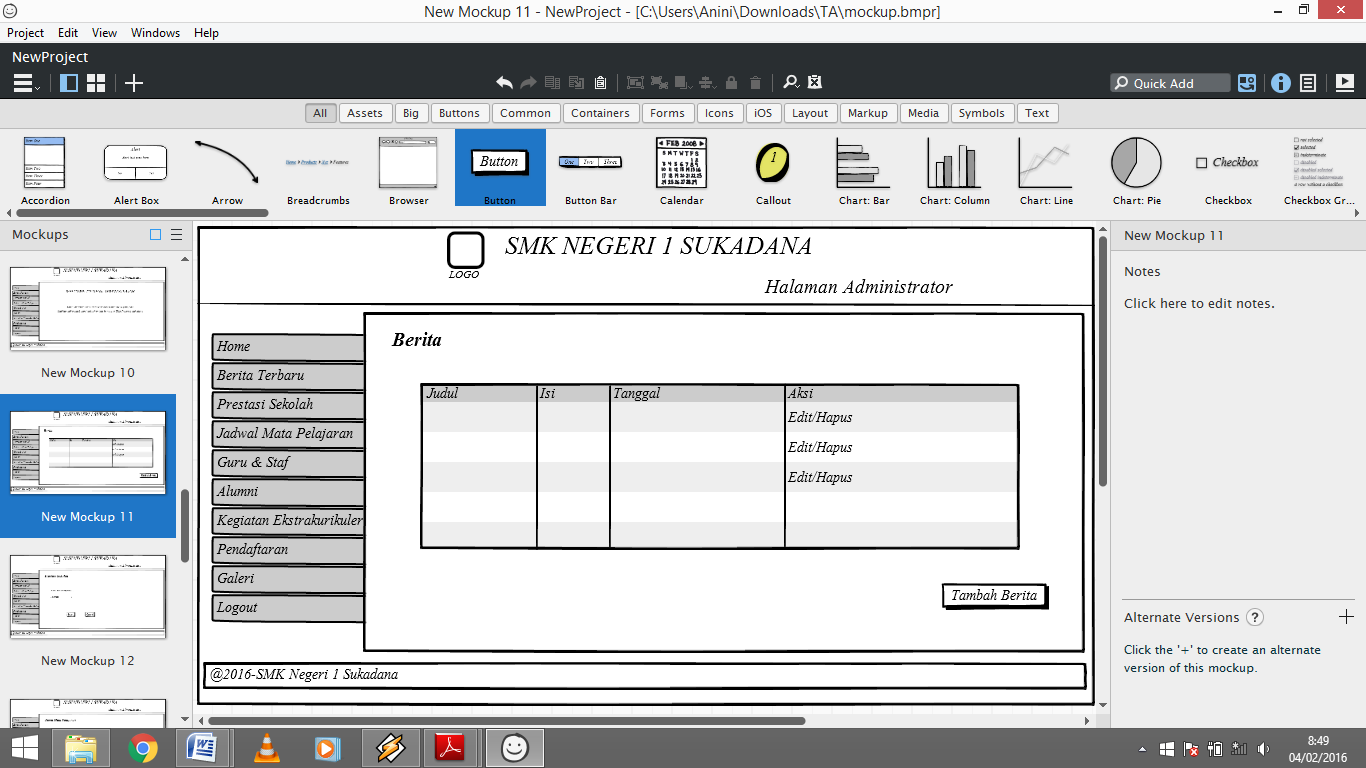 New Mockup 11 - NewProject - [C:\Users\Anini\Downloads\TA\mockup.bmpr]
Project Edit View Windows Help
NewProject
Quick Add
All Assets Big Buttons Common Containers Forms Icons iOS Layout Markup Media Symbols Text
Button
One Two Three
FEB 2008
1
Checkbox
Accordion Alert Box Arrow Breadcrumbs Browser Button Button Bar Calendar Callout Chart: Bar Chart: Column Chart: Line Chart: Pie Checkbox Checkbox Gr...
Mockups
New Mockup 10
New Mockup 11
New Mockup 12
SMK NEGERI 1 SUKADANA
LOGO
Halaman Administrator
Home
Berita Terbaru
Prestasi Sekolah
Jadwal Mata Pelajaran
Guru & Staf
Alumni
Kegiatan Ekstrakurikuler
Pendaftaran
Galeri
Logout
Berita
Judul Isi Tanggal Aksi
Edit/Hapus
Edit/Hapus
Edit/Hapus
Tambah Berita
@2016-SMK Negeri 1 Sukadana
New Mockup 11
Notes
Click here to edit notes.
Alternate Versions ?
Click the '+' to create an alternate
version of this mockup.
8:49
04/02/2016